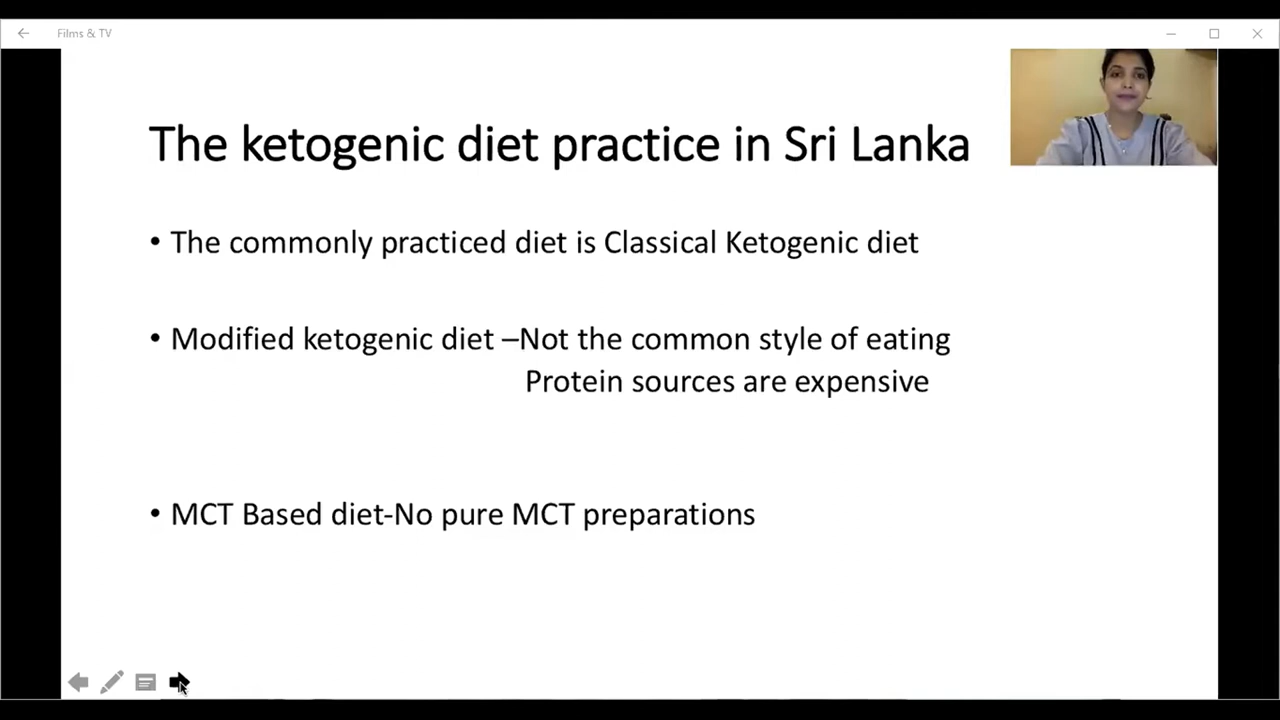 Films & TV
The ketogenic diet practice in Sri Lanka
• The commonly practiced diet is Classical Ketogenic diet
• Modified ketogenic diet –Not the common style of eating
Protein sources are expensive
• MCT Based diet-No pure MCT preparations